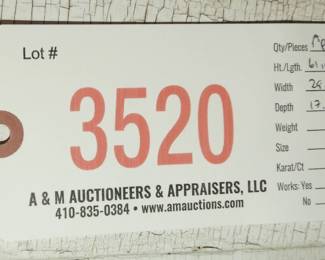 Lot #
3520
A & M AUCTIONEERS & APPRAISERS, LLC
410-835-0384 • www.amauctions.com
Qty/Pieces
Ht./Lgth.
Width
Depth 17
Weight
Size
Karat/Ct
Works: Yes
No